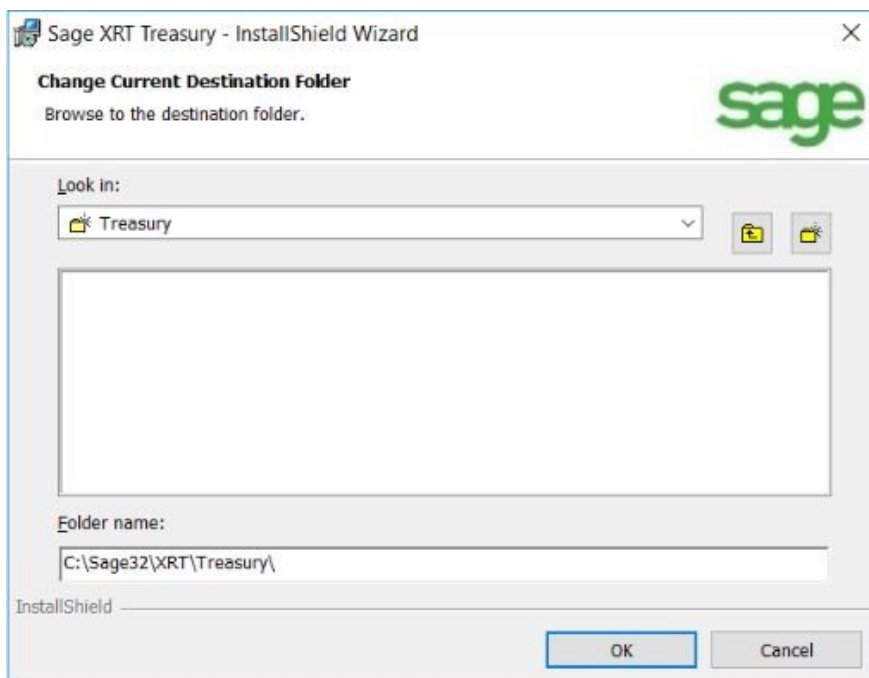 Sage XRT Treasury - InstallShield Wizard
Change Current Destination Folder
Browse to the destination folder.
sage
Look in:
Treasury
Folder name:
C:\Sage32\XRT\Treasury\
InstallShield
OK
Cancel